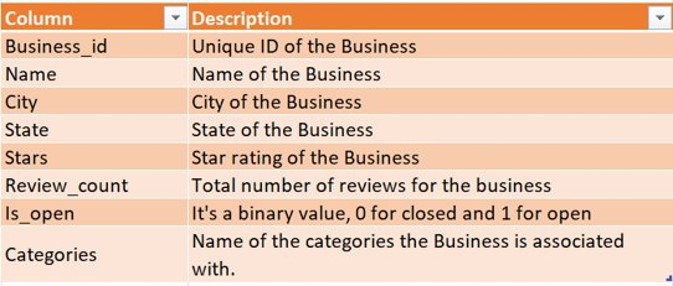 Column Description
Business_id Unique ID of the Business
Name Name of the Business
City City of the Business
State State of the Business
Stars Star rating of the Business
Review_count Total number of reviews for the business
Is_open It's a binary value, 0 for closed and 1 for open
Categories Name of the categories the Business is associated
with.